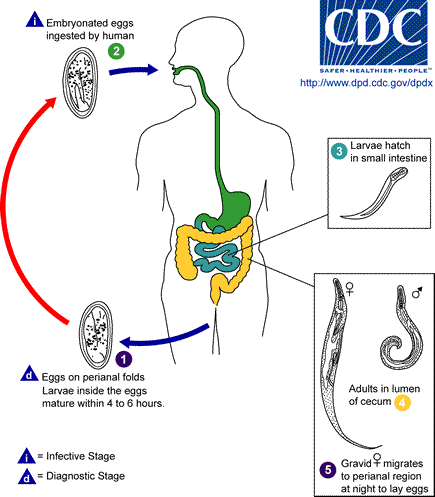 i Embryonated eggs
ingested by human
2
CDC
SAFER • HEALTHIER • PEOPLE™
http://www.dpd.cdc.gov/dpdx
3 Larvae hatch
in small intestine
♀ ♂
Adults in lumen
of cecum 4
5 Gravid ♀ migrates
to perianal region
at night to lay eggs
1
d Eggs on perianal folds
Larvae inside the eggs
mature within 4 to 6 hours.
i = Infective Stage
d = Diagnostic Stage